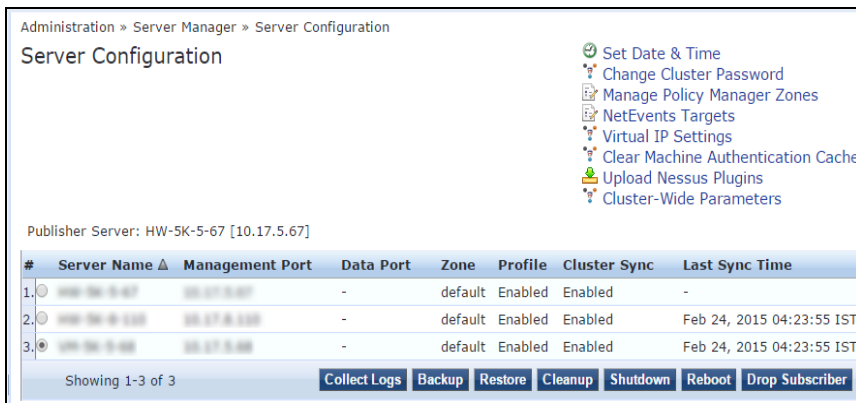 Administration » Server Manager » Server Configuration
Server Configuration
Set Date & Time
Change Cluster Password
Manage Policy Manager Zones
NetEvents Targets
Virtual IP Settings
Clear Machine Authentication Cache
Upload Nessus Plugins
Cluster-Wide Parameters
Publisher Server: HW-5K-5-67 [10.17.5.67]
# Server Name Management Port Data Port Zone Profile Cluster Sync Last Sync Time
1. - default Enabled Enabled -
2. - default Enabled Enabled Feb 24, 2015 04:23:55 IST
3. - default Enabled Enabled Feb 24, 2015 04:23:55 IST
Showing 1-3 of 3 Collect Logs Backup Restore Cleanup Shutdown Reboot Drop Subscriber